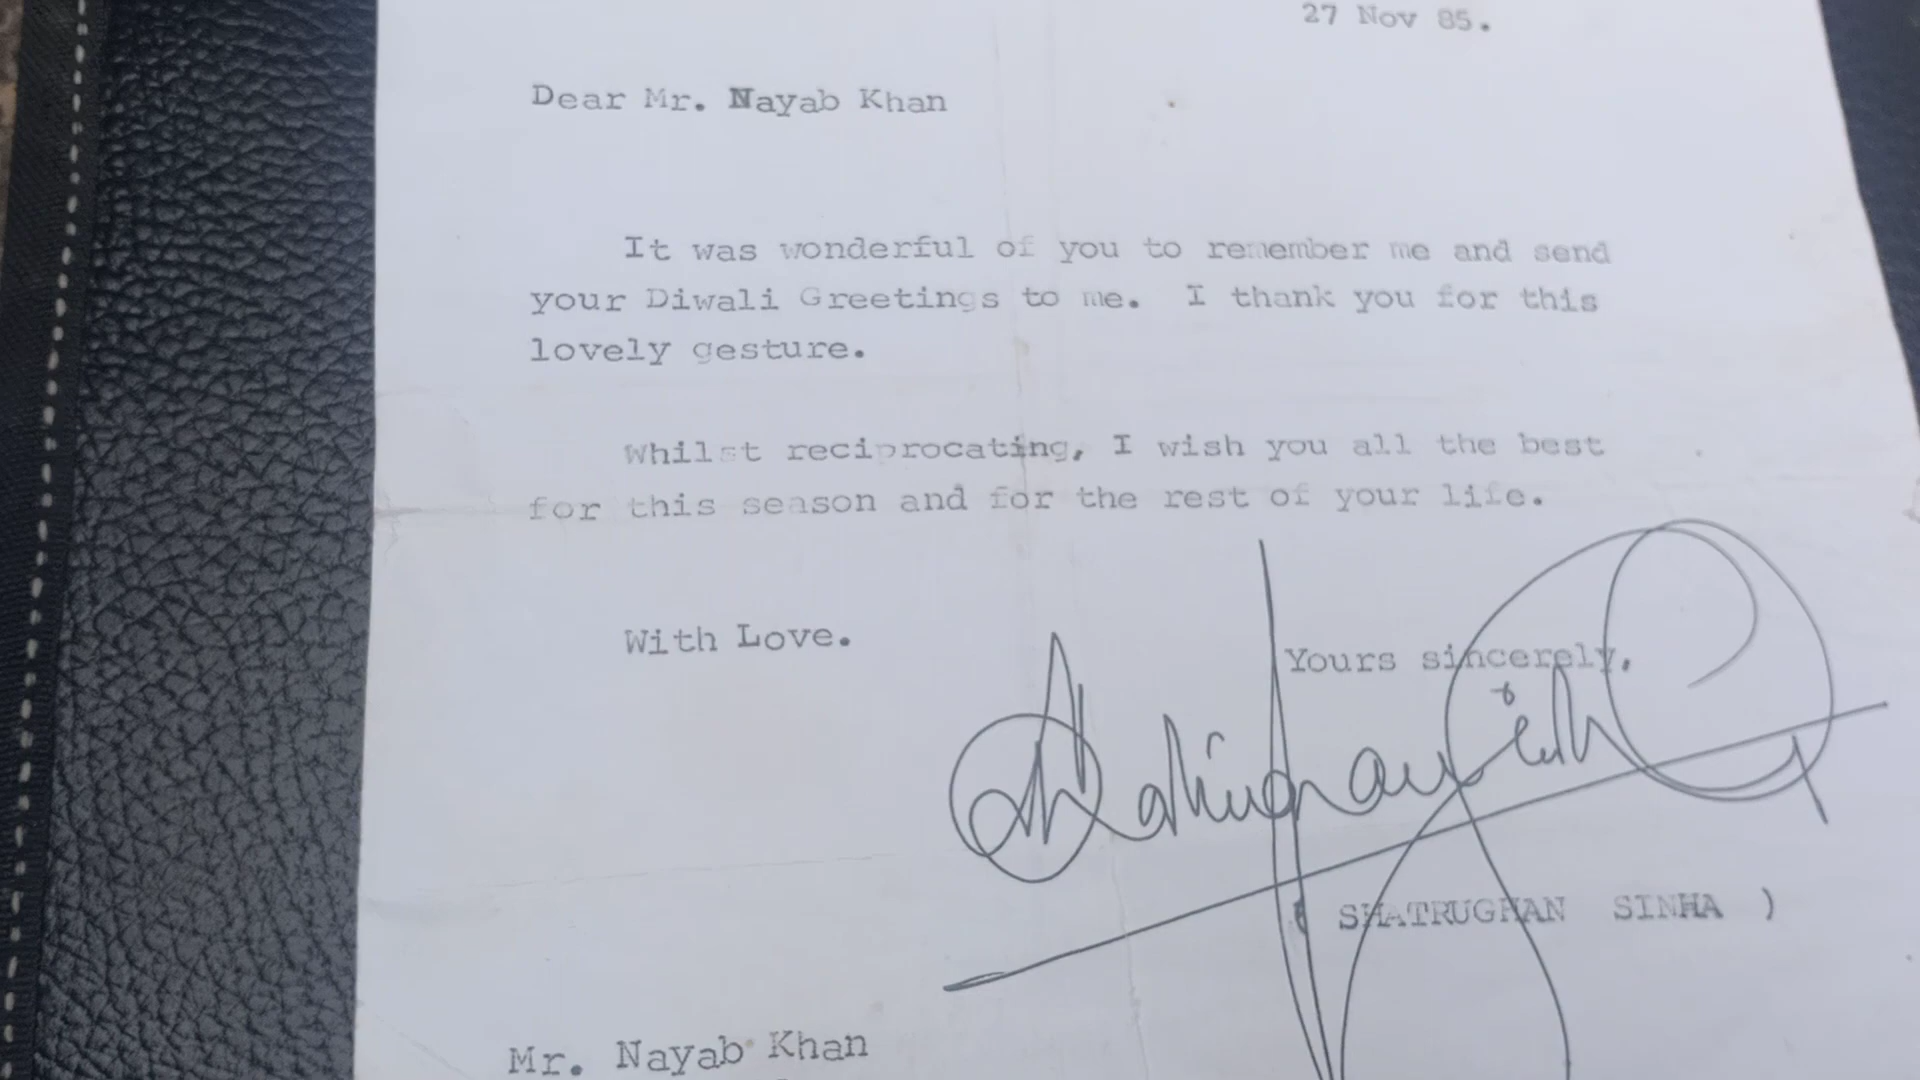 27 Nov 85.
Dear Mr. Nayab Khan
It was wonderful of you to remember me and send
your Diwali Greetings to me. I thank you for this
lovely gesture.
Whilst reciprocating, I wish you all the best
for this season and for the rest of your life.
With Love.
Yours sincerely,
( SHATRUGHAN SINHA )
Mr. Nayab Khan